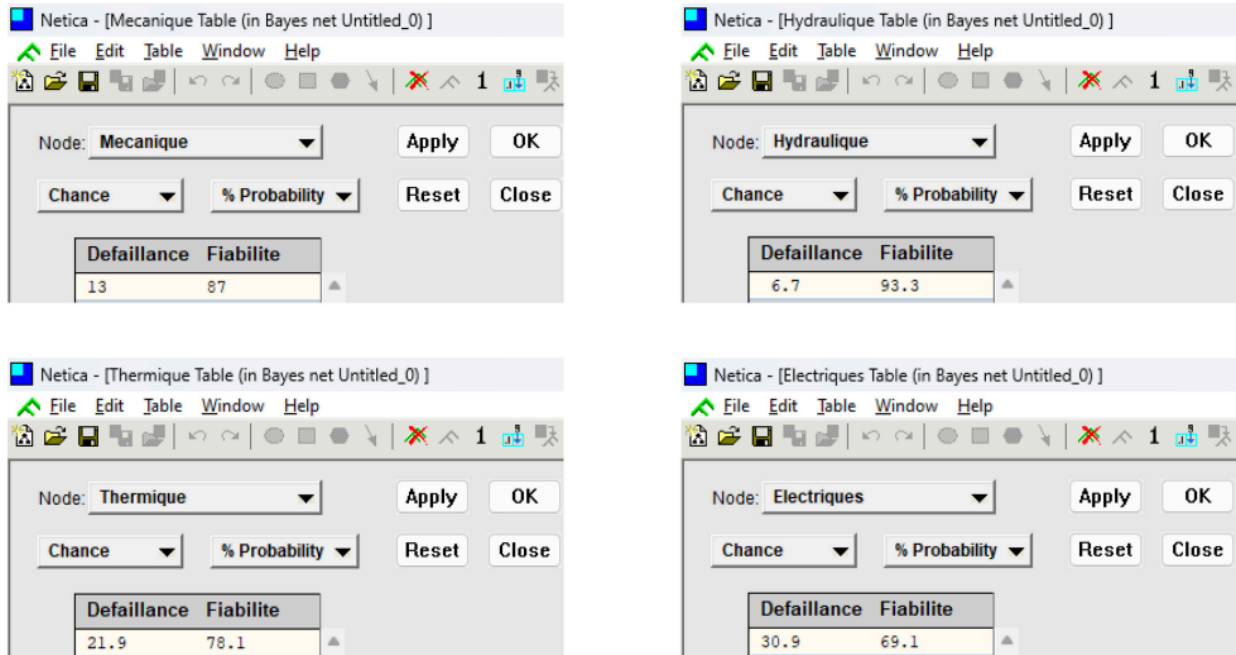 Netica - [Mecanique Table (in Bayes net Untitled_0) ]
File Edit Table Window Help
1
Node: Mecanique Apply OK
Chance % Probability Reset Close
Defaillance Fiabilite
13 87
Netica - [Hydraulique Table (in Bayes net Untitled_0) ]
File Edit Table Window Help
1
Node: Hydraulique Apply OK
Chance % Probability Reset Close
Defaillance Fiabilite
6.7 93.3
Netica - [Thermique Table (in Bayes net Untitled_0) ]
File Edit Table Window Help
1
Node: Thermique Apply OK
Chance % Probability Reset Close
Defaillance Fiabilite
21.9 78.1
Netica - [Electriques Table (in Bayes net Untitled_0) ]
File Edit Table Window Help
1
Node: Electriques Apply OK
Chance % Probability Reset Close
Defaillance Fiabilite
30.9 69.1